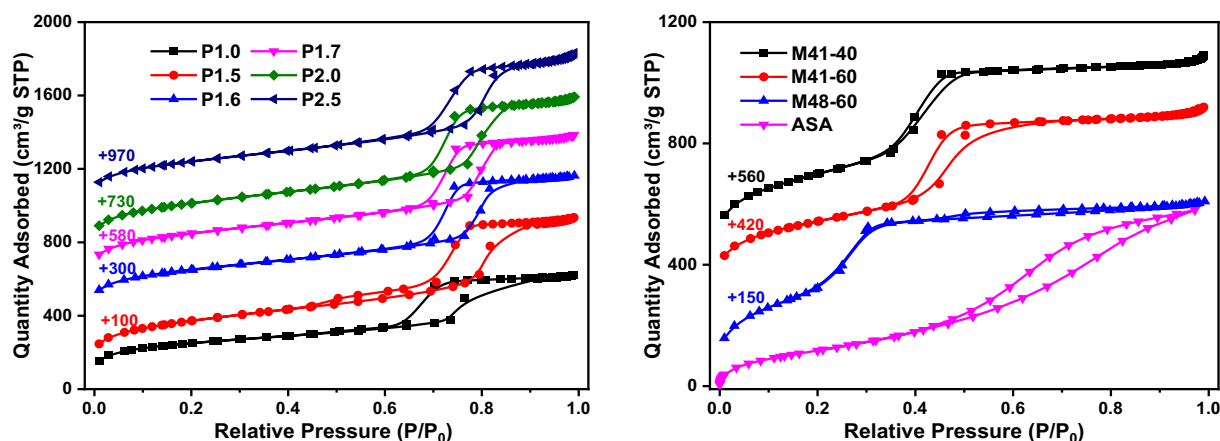 2000
1600
1200
800
400
0
Quantity Adsorbed (cm³/g STP)
P1.0 P1.7
P1.5 P2.0
P1.6 P2.5
+970
+730
+580
+300
+100
0.0 0.2 0.4 0.6 0.8 1.0
Relative Pressure (P/P₀)
1200
800
400
0
Quantity Adsorbed (cm³/g STP)
M41-40
M41-60
M48-60
ASA
+560
+420
+150
0.0 0.2 0.4 0.6 0.8 1.0
Relative Pressure (P/P₀)